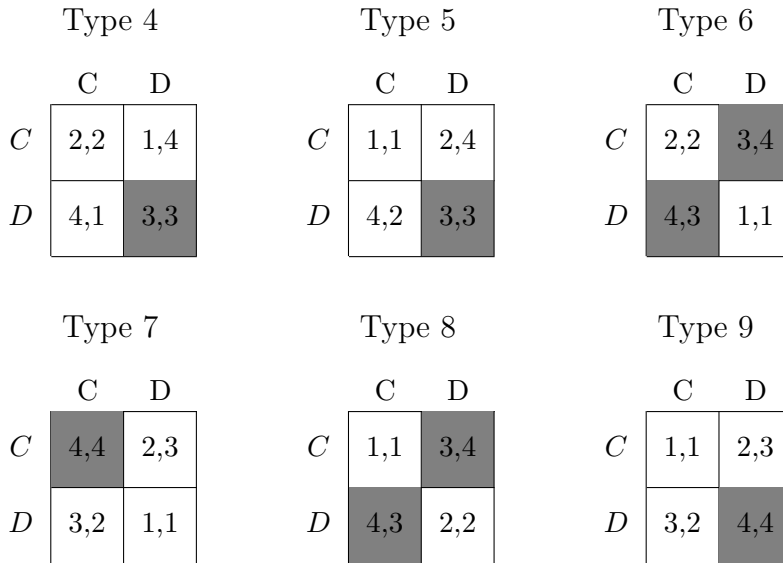 Type 4 Type 5 Type 6
C D C D C D
C 2,2 1,4 C 1,1 2,4 C 2,2 3,4
D 4,1 3,3 D 4,2 3,3 D 4,3 1,1
Type 7 Type 8 Type 9
C D C D C D
C 4,4 2,3 C 1,1 3,4 C 1,1 2,3
D 3,2 1,1 D 4,3 2,2 D 3,2 4,4